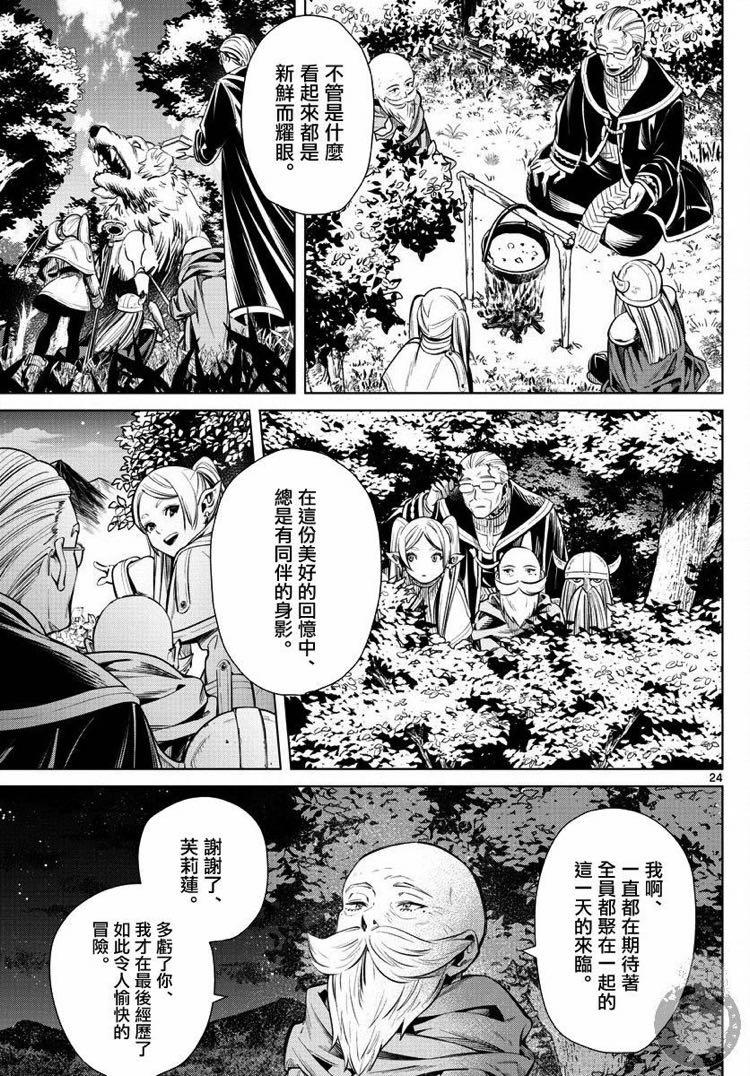 不管是什麼
看起來都是
新鮮而耀眼。
在這份美好的回憶中、
總是有同伴的身影。
24
我啊、
一直都在期待著
全員都聚在一起的
這一天的來臨。
謝謝了、
芙莉蓮。
多虧了你、
我才在最後經歷了
如此令人愉快的
冒險。